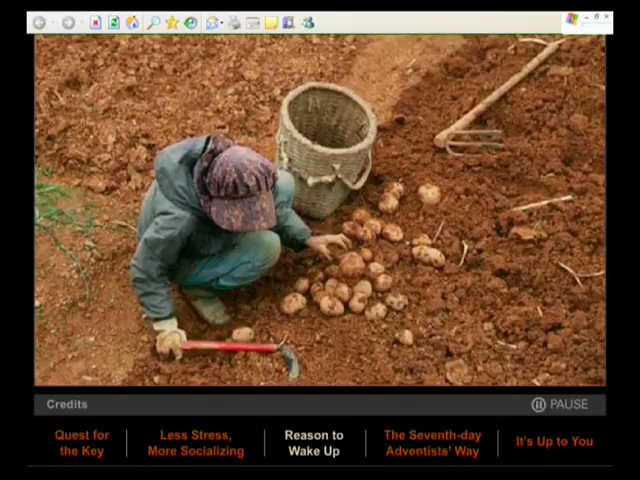 Credits
PAUSE
Quest for
the Key
Less Stress,
More Socializing
Reason to
Wake Up
The Seventh-day
Adventists' Way
It's Up to You